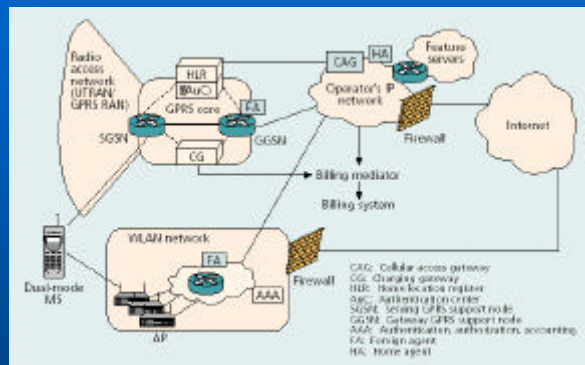 Radio
access
network
(UTRAN/
GPRS RAN)
HLR
AuC
GPRS core
FA
SGSN
GGSN
CG
CAG
HA
Feature
servers
Operator's IP
network
Firewall
Internet
Billing mediator
Billing system
WLAN network
FA
AAA
Firewall
AP
Dual-mode
MS
CAG: Cellular access gateway
CG: Charging gateway
HLR: Home location register
AuC: Authentication center
SGSN: Serving GPRS support node
GGSN: Gateway GPRS support node
AAA: Authentication, authorization, accounting
FA: Foreign agent
HA: Home agent